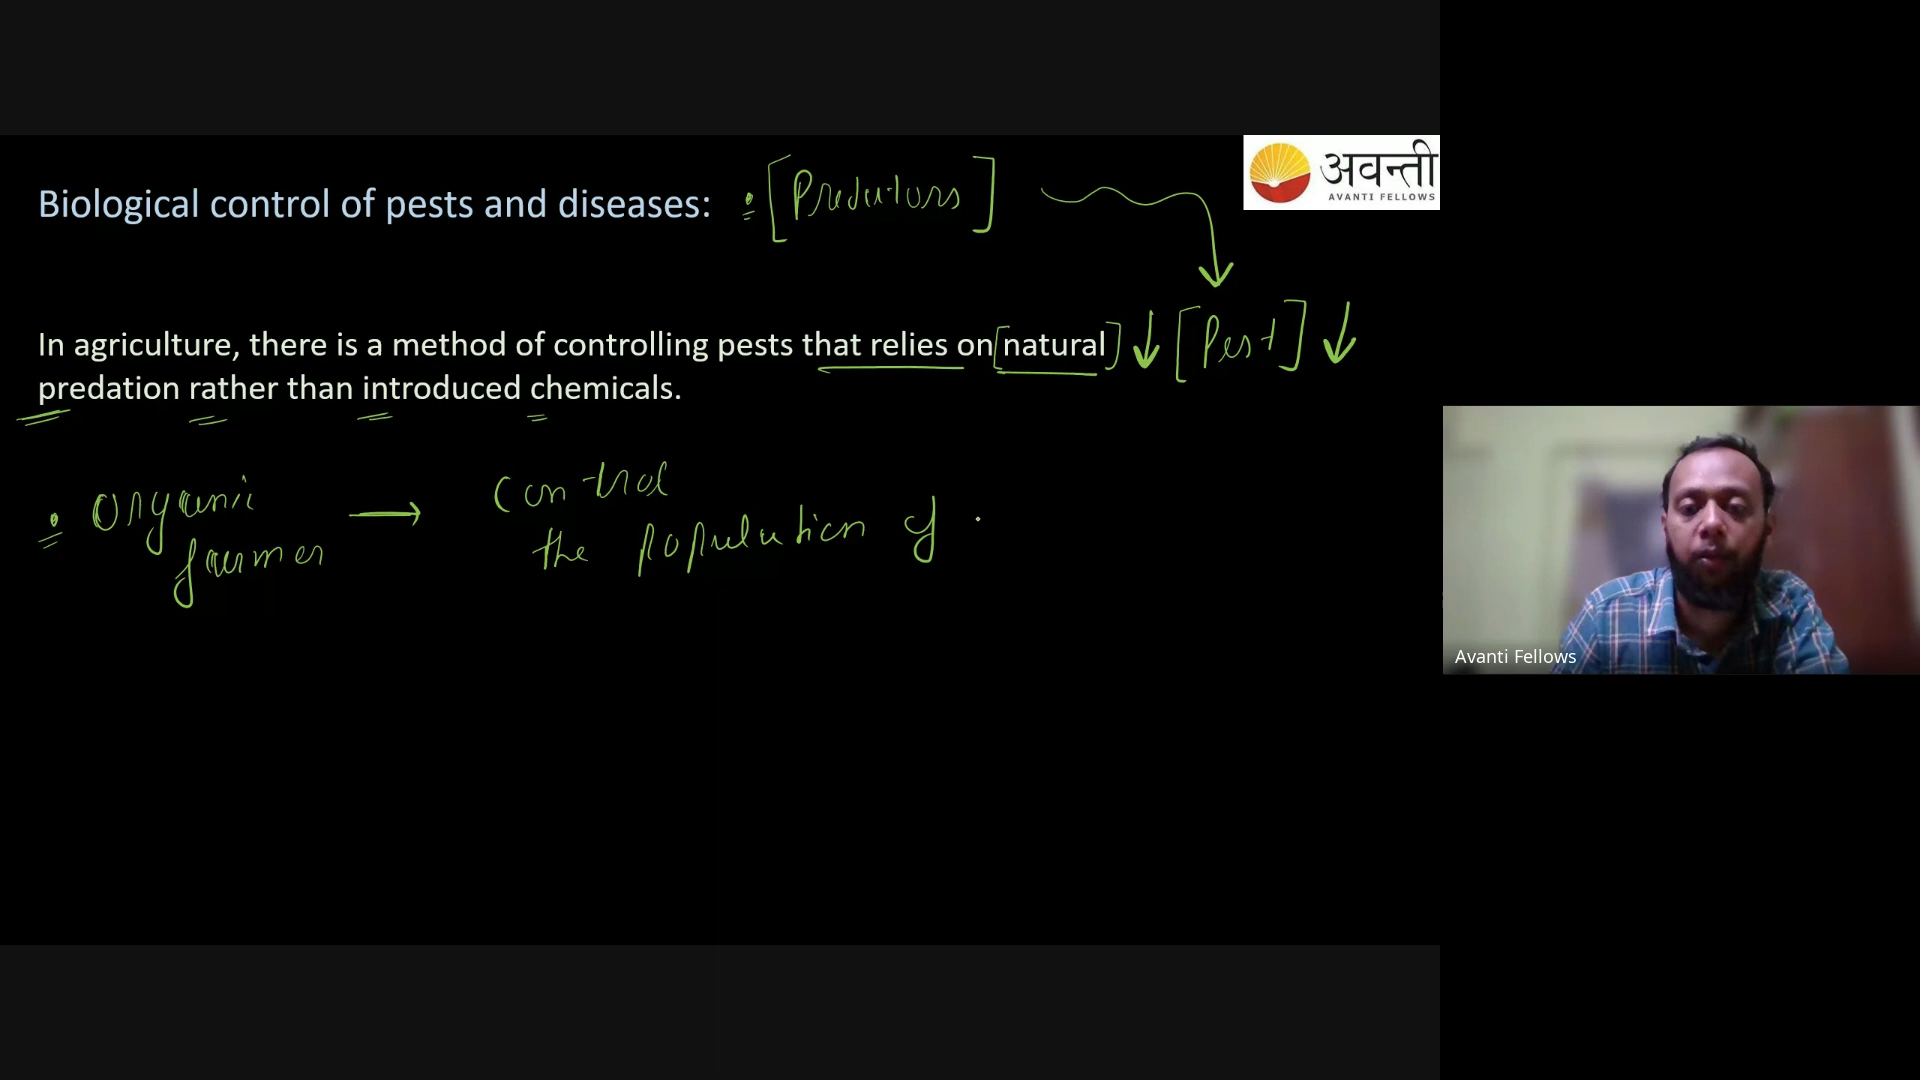 Biological control of pests and diseases: : [Predators]
अवन्ती
AVANTI FELLOWS
In agriculture, there is a method of controlling pests that relies on [natural] ↓ [Pest] ↓
predation rather than introduced chemicals.
: Organic → control
farmer the population of
Avanti Fellows